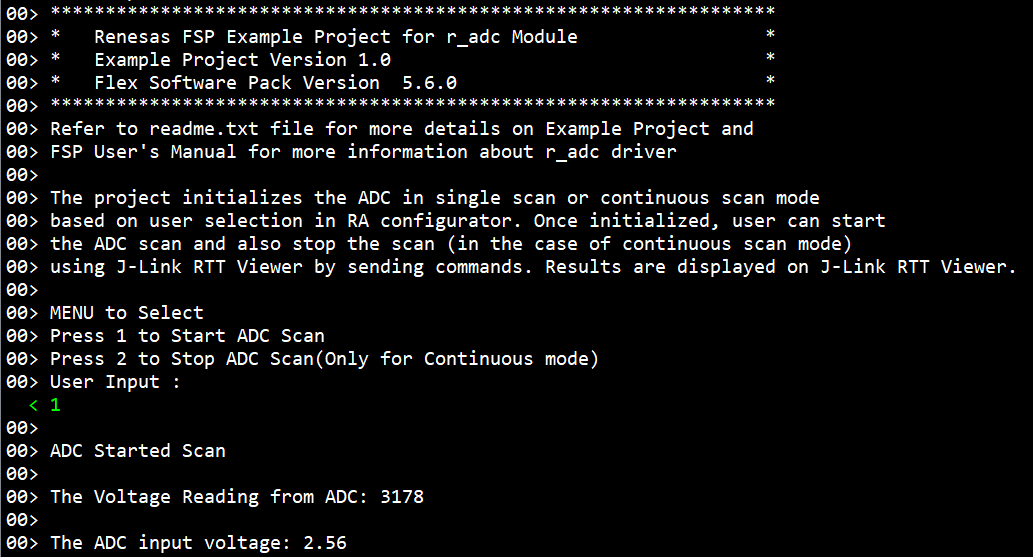 00> ******************************************************************
00> *   Renesas FSP Example Project for r_adc Module                 *
00> *   Example Project Version 1.0                                  *
00> *   Flex Software Pack Version  5.6.0                            *
00> ******************************************************************
00> Refer to readme.txt file for more details on Example Project and
00> FSP User's Manual for more information about r_adc driver
00>
00> The project initializes the ADC in single scan or continuous scan mode
00> based on user selection in RA configurator. Once initialized, user can start
00> the ADC scan and also stop the scan (in the case of continuous scan mode)
00> using J-Link RTT Viewer by sending commands. Results are displayed on J-Link RTT Viewer.
00>
00> MENU to Select
00> Press 1 to Start ADC Scan
00> Press 2 to Stop ADC Scan(Only for Continuous mode)
00> User Input :
< 1
00>
00> ADC Started Scan
00>
00> The Voltage Reading from ADC: 3178
00>
00> The ADC input voltage: 2.56